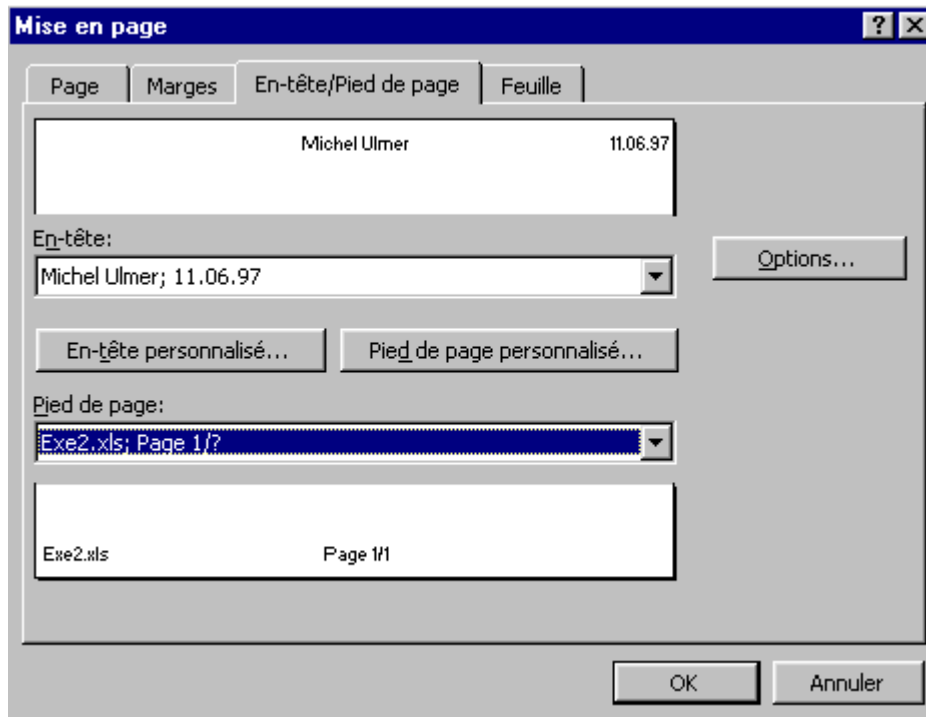 Mise en page
Page Marges En-tête/Pied de page Feuille
Michel Ulmer 11.06.97
En-tête:
Michel Ulmer; 11.06.97
Options...
En-tête personnalisé... Pied de page personnalisé...
Pied de page:
Exe2.xls; Page 1/?
Exe2.xls Page 1/1
OK Annuler